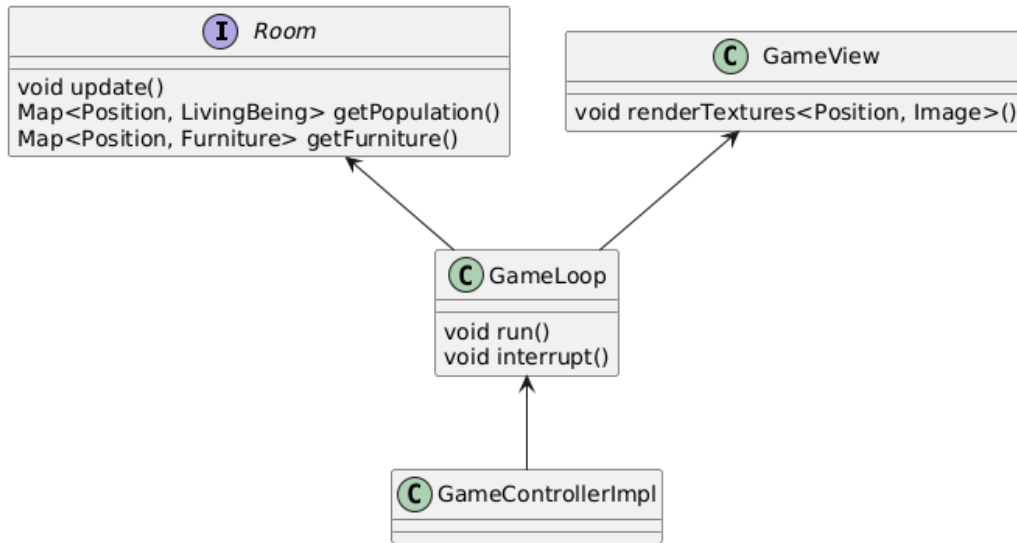 I Room
void update()
Map<Position, LivingBeing> getPopulation()
Map<Position, Furniture> getFurniture()
C GameView
void renderTextures<Position, Image>()
C GameLoop
void run()
void interrupt()
C GameControllerImpl